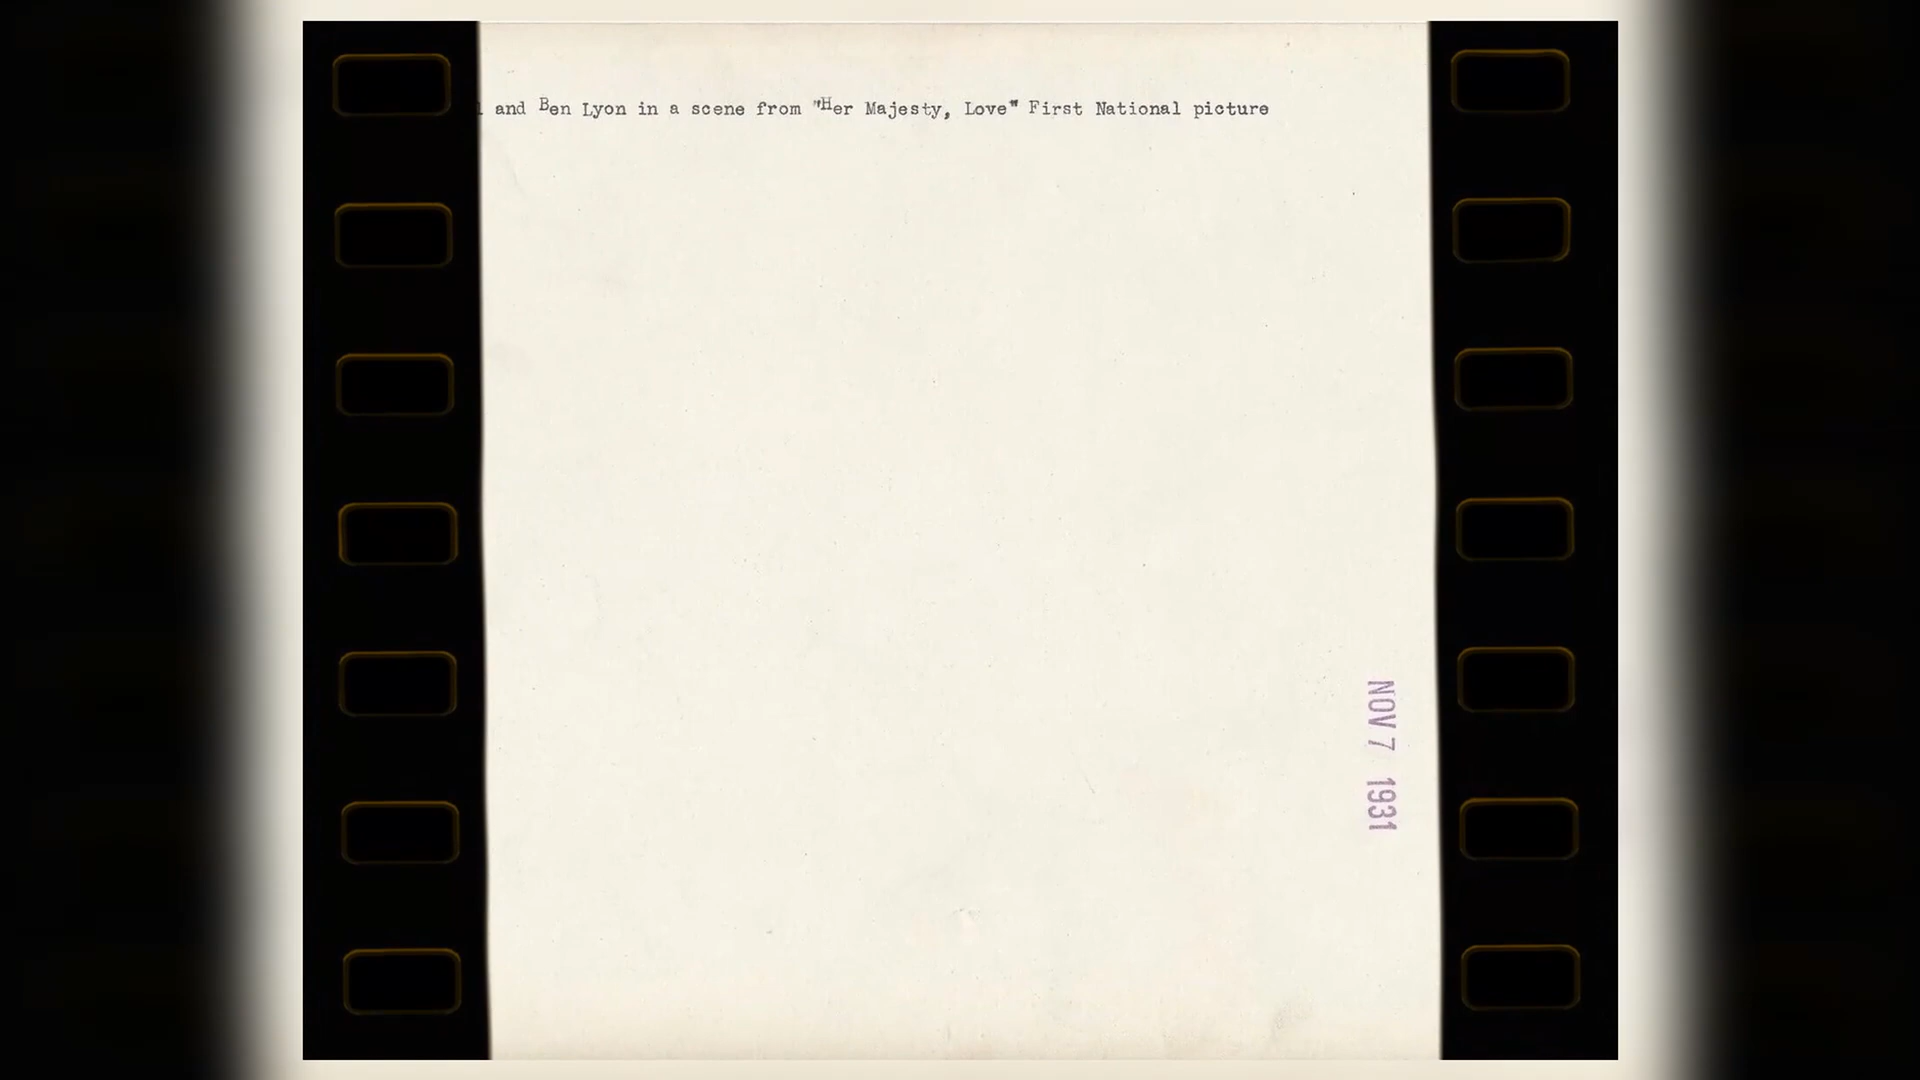 and Ben Lyon in a scene from "Her Majesty, Love" First National picture
NOV 7 1931